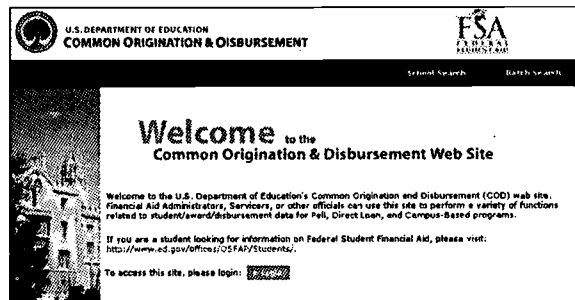 U.S. DEPARTMENT OF EDUCATION
COMMON ORIGINATION & DISBURSEMENT
FSA
FEDERAL
STUDENT AID
School Search Batch Search
Welcome to the
Common Origination & Disbursement Web Site
Welcome to the U.S. Department of Education's Common Origination and Disbursement (COD) web site.
Financial Aid Administrators, Servicers, or other officials can use this site to perform a variety of functions
related to student/award/disbursement data for Pell, Direct Loan, and Campus-Based programs.
If you are a student looking for information on Federal Student Financial Aid, please visit:
http://www.ed.gov/offices/OSFAP/Students/.
To access this site, please login: